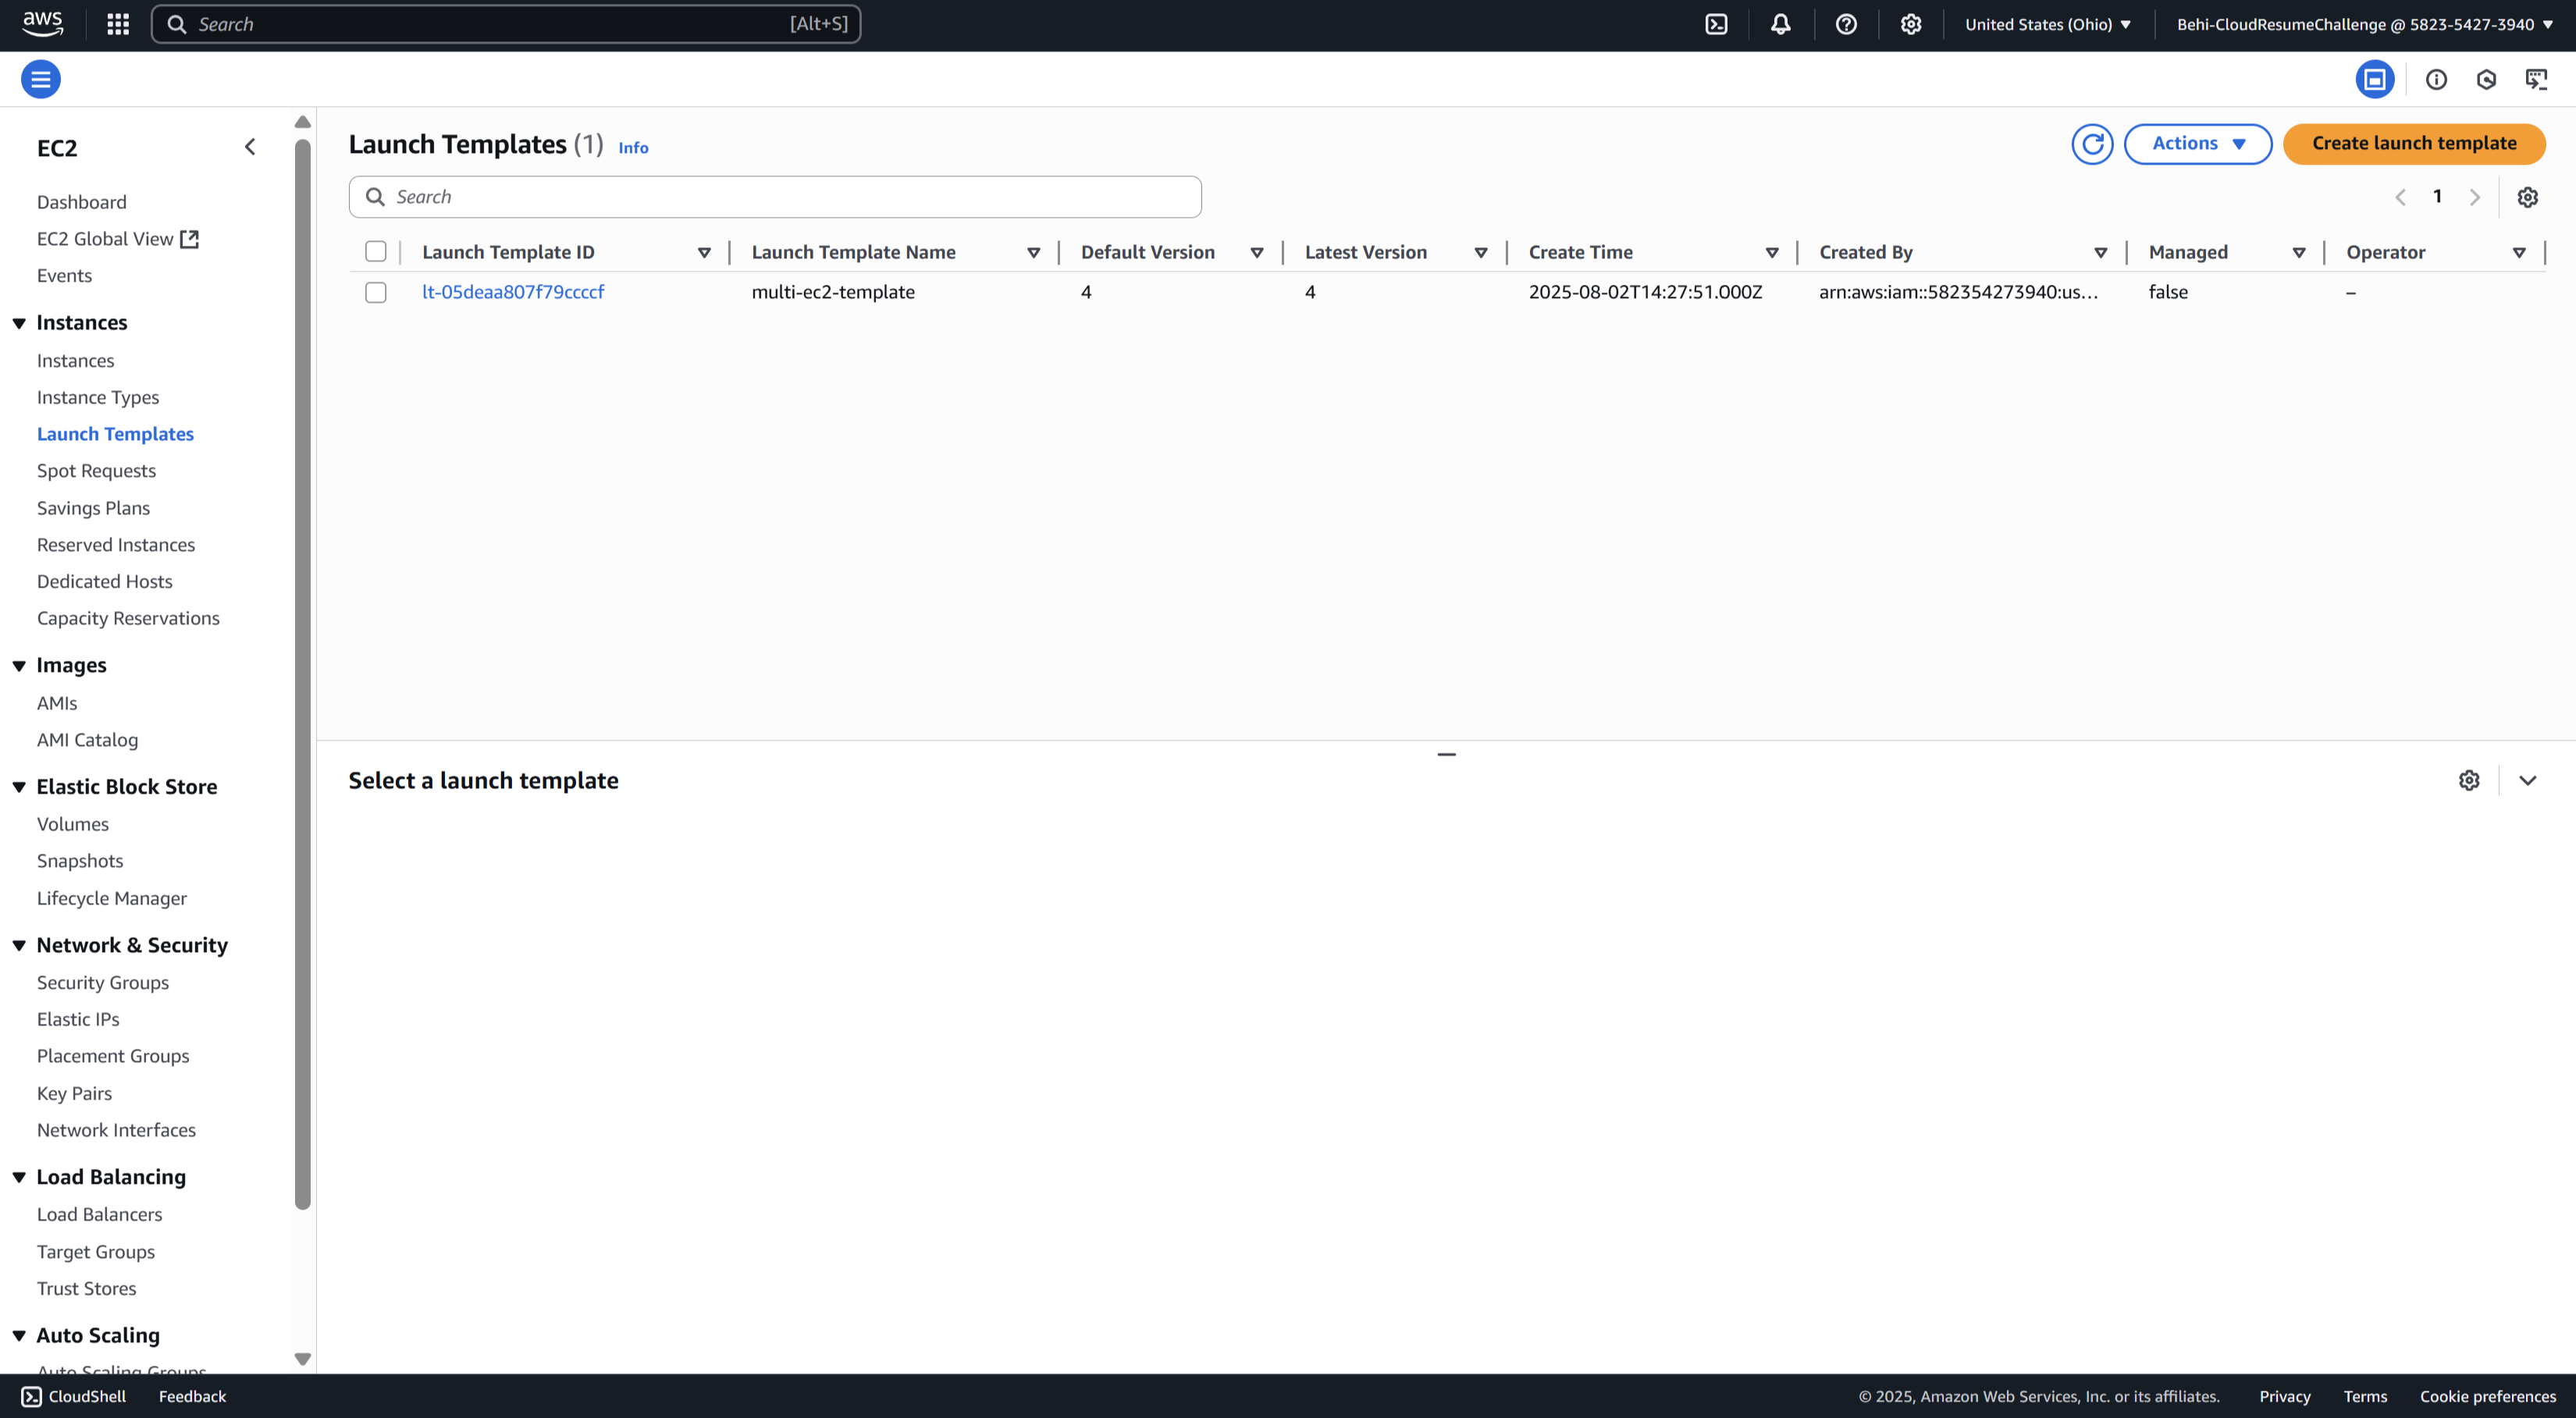 aws Search [Alt+S] United States (Ohio) Behi-CloudResumeChallenge @ 5823-5427-3940
EC2
Dashboard
EC2 Global View
Events
Instances
Instances
Instance Types
Launch Templates
Spot Requests
Savings Plans
Reserved Instances
Dedicated Hosts
Capacity Reservations
Images
AMIs
AMI Catalog
Elastic Block Store
Volumes
Snapshots
Lifecycle Manager
Network & Security
Security Groups
Elastic IPs
Placement Groups
Key Pairs
Network Interfaces
Load Balancing
Load Balancers
Target Groups
Trust Stores
Auto Scaling
Auto Scaling Groups
Launch Templates (1) Info Actions Create launch template
Search 1
Launch Template ID Launch Template Name Default Version Latest Version Create Time Created By Managed Operator
lt-05deaa807f79ccccf multi-ec2-template 4 4 2025-08-02T14:27:51.000Z arn:aws:iam::582354273940:us… false –
Select a launch template
CloudShell Feedback © 2025, Amazon Web Services, Inc. or its affiliates. Privacy Terms Cookie preferences